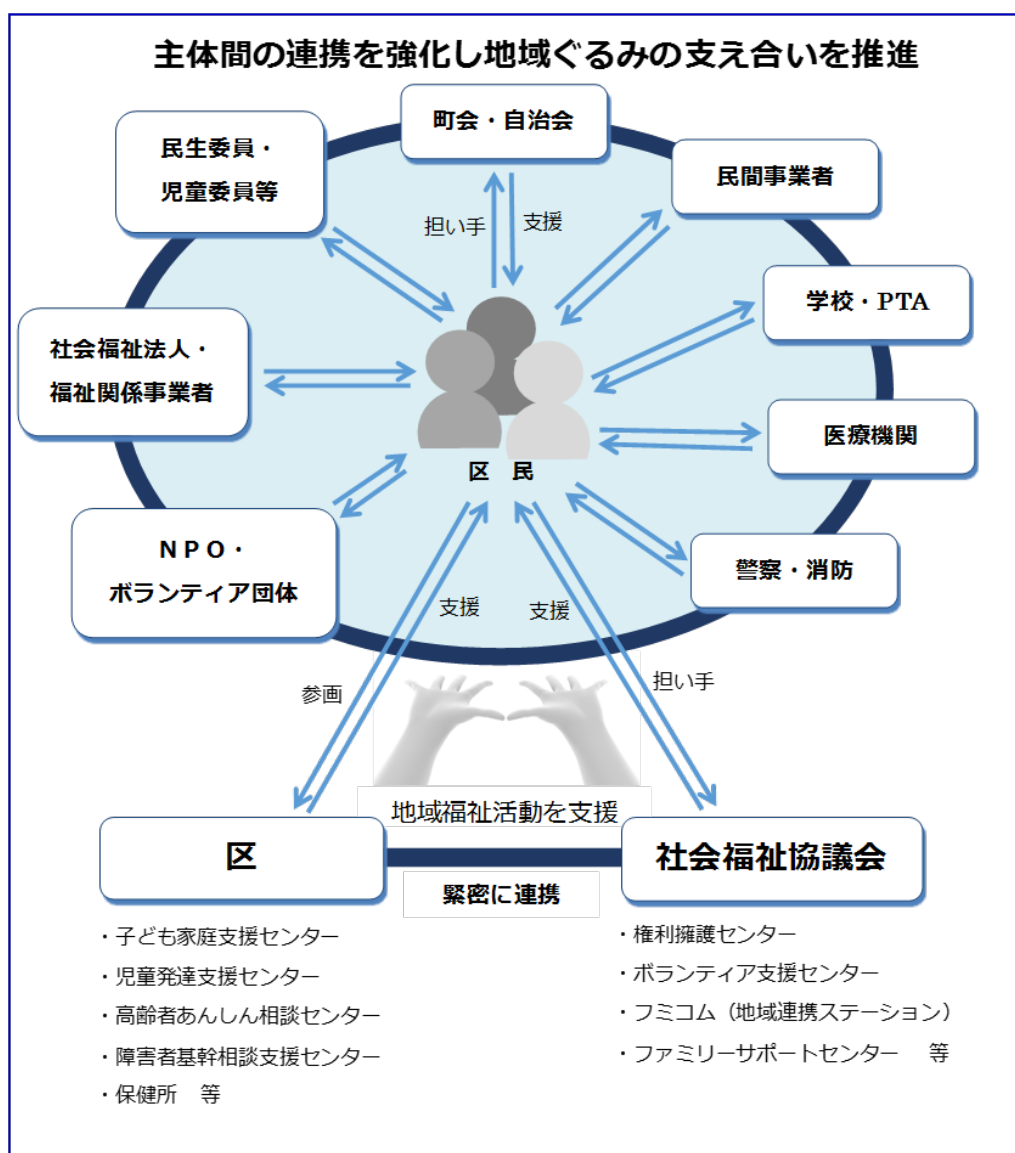 主体間の連携を強化し地域ぐるみの支え合いを推進
町会・自治会
民生委員・
児童委員等
民間事業者
担い手
支援
学校・PTA
社会福祉法人・
福祉関係事業者
医療機関
区 民
NPO・
ボランティア団体
警察・消防
支援
支援
参画
担い手
地域福祉活動を支援
区
社会福祉協議会
緊密に連携
・子ども家庭支援センター
・児童発達支援センター
・高齢者あんしん相談センター
・障害者基幹相談支援センター
・保健所 等
・権利擁護センター
・ボランティア支援センター
・フミコム（地域連携ステーション）
・ファミリーサポートセンター 等